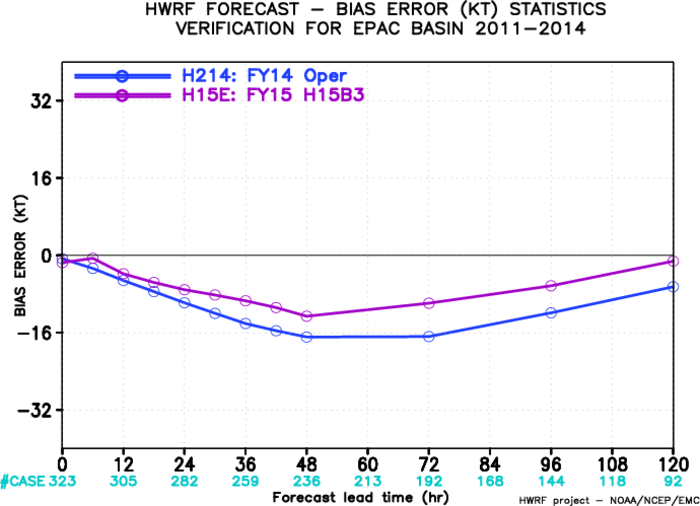 HWRF FORECAST – BIAS ERROR (KT) STATISTICS
VERIFICATION FOR EPAC BASIN 2011–2014
H214: FY14 Oper
H15E: FY15 H15B3
BIAS ERROR (KT)
32
16
0
−16
−32
0 12 24 36 48 60 72 84 96 108 120
#CASE 323 305 282 259 236 213 192 168 144 118 92
Forecast lead time (hr)
HWRF project – NOAA/NCEP/EMC